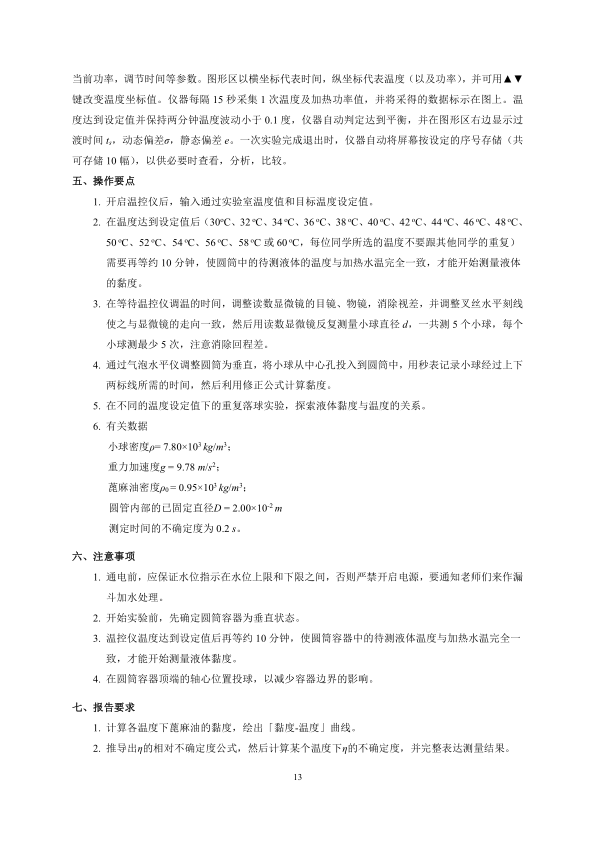 当前功率，调节时间等参数。图形区以横坐标代表时间，纵坐标代表温度（以及功率），并可用▲▼
键改变温度坐标值。仪器每隔 15 秒采集 1 次温度及加热功率值，并将采得的数据标示在图上。温
度达到设定值并保持两分钟温度波动小于 0.1 度，仪器自动判定达到平衡，并在图形区右边显示过
渡时间 ts，动态偏差σ，静态偏差 e。一次实验完成退出时，仪器自动将屏幕按设定的序号存储（共
可存储 10 幅），以供必要时查看，分析，比较。
五、操作要点
1. 开启温控仪后，输入通过实验室温度值和目标温度设定值。
2. 在温度达到设定值后（30℃、32 ℃、34 ℃、36 ℃、38 ℃、40 ℃、42 ℃、44 ℃、46 ℃、48 ℃、
50 ℃、52 ℃、54 ℃、56 ℃、58 ℃ 或 60 ℃，每位同学所选的温度不要跟其他同学的重复）
需要再等约 10 分钟，使圆筒中的待测液体的温度与加热水温完全一致，才能开始测量液体
的黏度。
3. 在等待温控仪调温的时间，调整读数显微镜的目镜、物镜，消除视差，并调整叉丝水平刻线
使之与显微镜的走向一致，然后用读数显微镜反复测量小球直径 d，一共测 5 个小球，每个
小球测最少 5 次，注意消除回程差。
4. 通过气泡水平仪调整圆筒为垂直，将小球从中心孔投入到圆筒中，用秒表记录小球经过上下
两标线所需的时间，然后利用修正公式计算黏度。
5. 在不同的温度设定值下的重复落球实验，探索液体黏度与温度的关系。
6. 有关数据
小球密度ρ= 7.80×10³ kg/m³；
重力加速度g = 9.78 m/s²；
蓖麻油密度ρ₀ = 0.95×10³ kg/m³；
圆管内部的已固定直径D = 2.00×10⁻² m
测定时间的不确定度为 0.2 s。
六、注意事项
1. 通电前，应保证水位指示在水位上限和下限之间，否则严禁开启电源，要通知老师们来作漏
斗加水处理。
2. 开始实验前，先确定圆筒容器为垂直状态。
3. 温控仪温度达到设定值后再等约 10 分钟，使圆筒容器中的待测液体温度与加热水温完全一
致，才能开始测量液体黏度。
4. 在圆筒容器顶端的轴心位置投球，以减少容器边界的影响。
七、报告要求
1. 计算各温度下蓖麻油的黏度，绘出「黏度-温度」曲线。
2. 推导出η的相对不确定度公式，然后计算某个温度下η的不确定度，并完整表达测量结果。
13